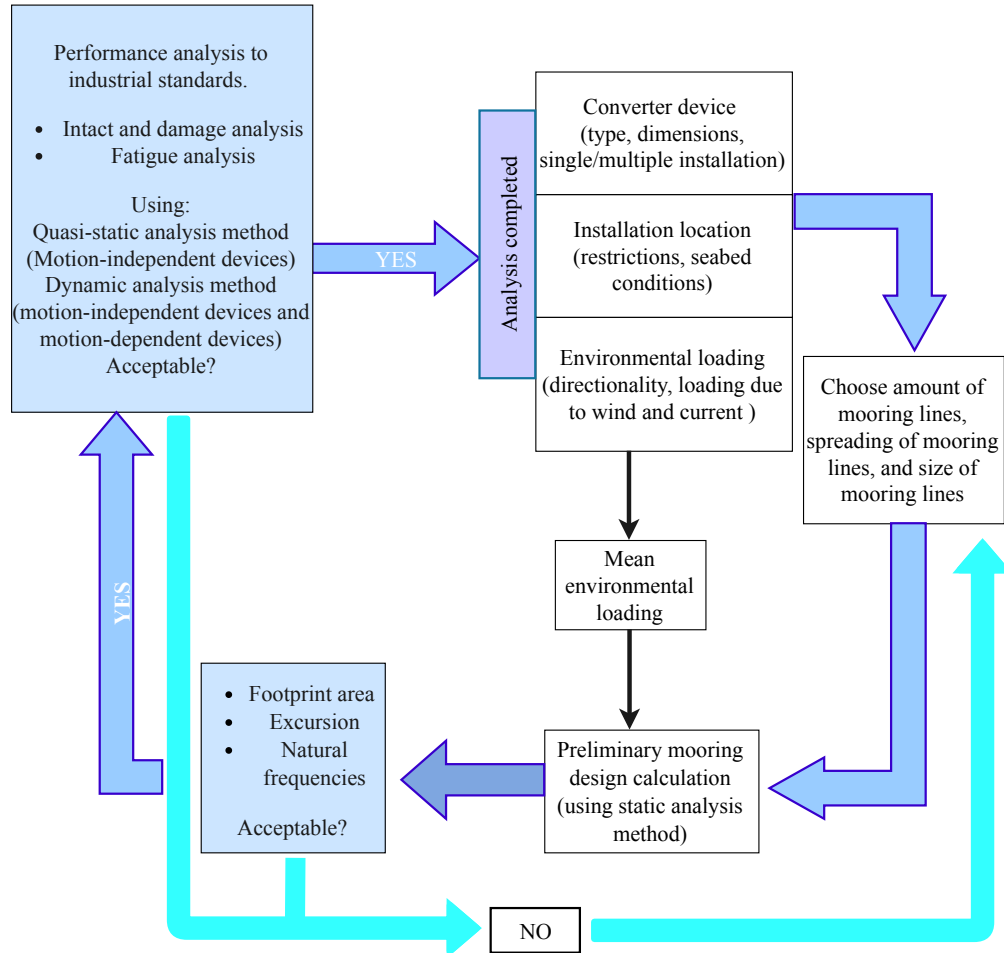 Performance analysis to
industrial standards.
• Intact and damage analysis
• Fatigue analysis
Using:
Quasi-static analysis method
(Motion-independent devices)
Dynamic analysis method
(motion-independent devices and
motion-dependent devices)
Acceptable?
YES
Analysis completed
Converter device
(type, dimensions,
single/multiple installation)
Installation location
(restrictions, seabed
conditions)
Environmental loading
(directionality, loading due
to wind and current )
Choose amount of
mooring lines,
spreading of mooring
lines, and size of
mooring lines
Mean
environmental
loading
YES
• Footprint area
• Excursion
• Natural
frequencies
Acceptable?
Preliminary mooring
design calculation
(using static analysis
method)
NO